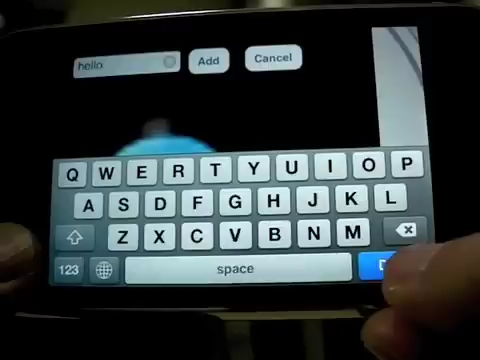 hello Add Cancel
Q W E R T Y U I O P
A S D F G H J K L
Z X C V B N M
123 space